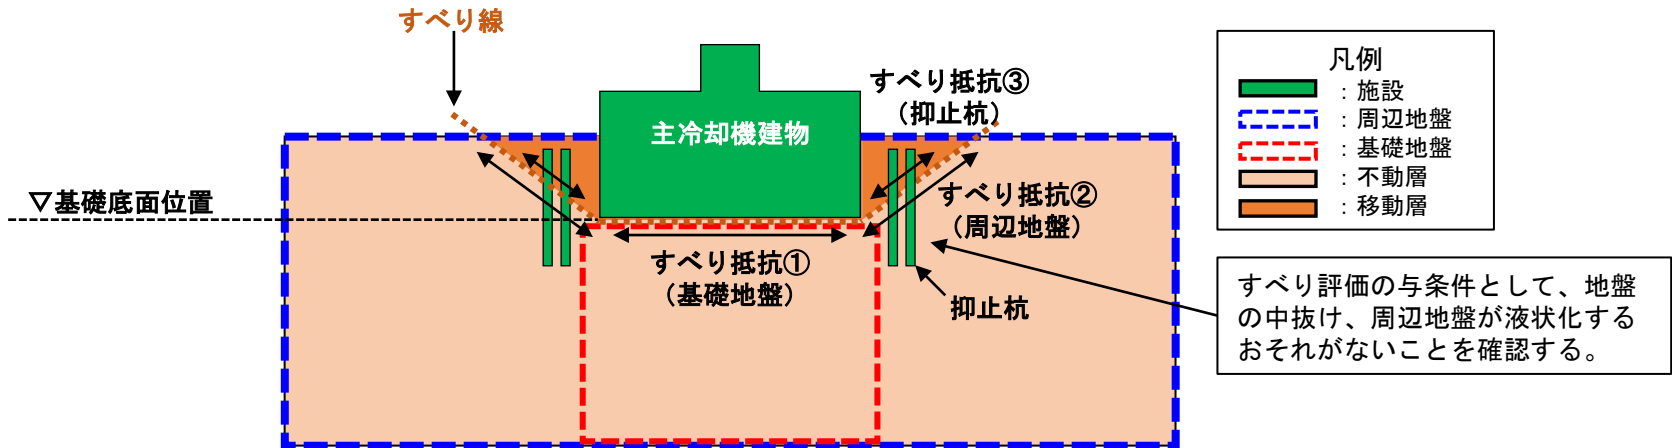 すべり線
すべり抵抗③
（抑止杭）
主冷却機建物
▽基礎底面位置
すべり抵抗②
（周辺地盤）
すべり抵抗①
（基礎地盤）
抑止杭
凡例
：施設
：周辺地盤
：基礎地盤
：不動層
：移動層
すべり評価の与条件として、地盤
の中抜け、周辺地盤が液状化する
おそれがないことを確認する。